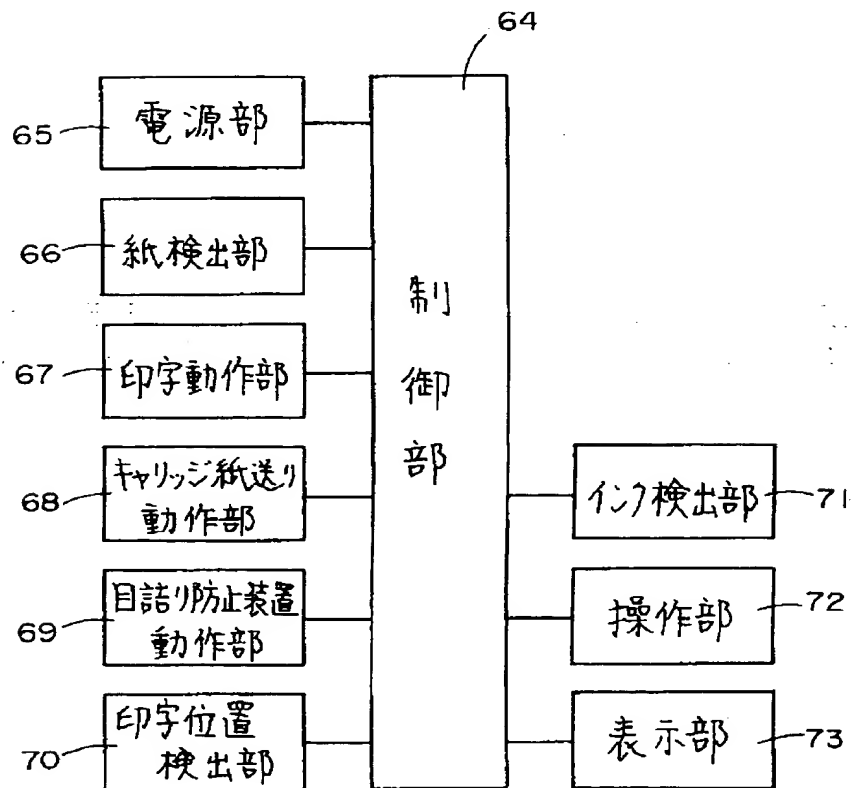 64
65
電源部
66
紙検出部
67
印字動作部
68
キャリッジ紙送り
動作部
69
目詰り防止装置
動作部
70
印字位置
検出部
制
御
部
インク検出部
71
操作部
72
表示部
73